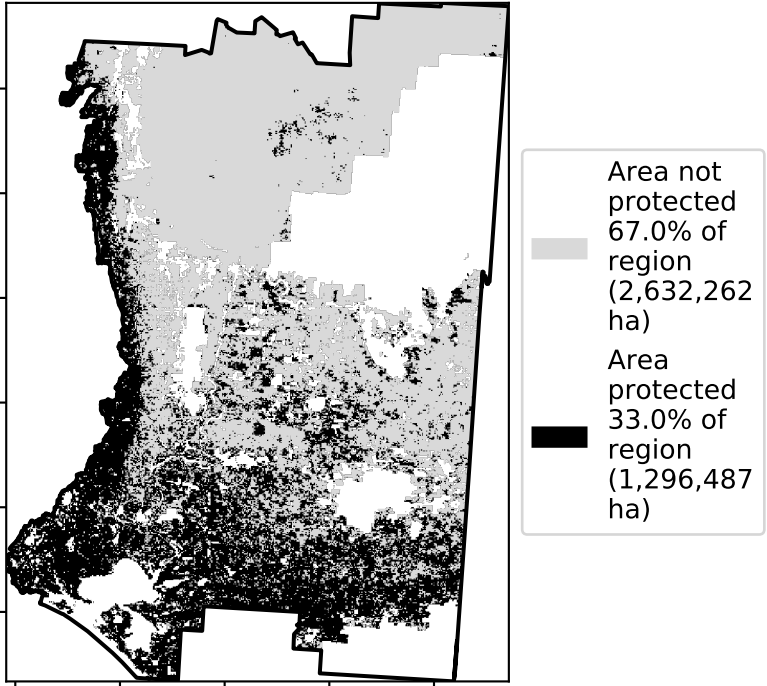 Area not
protected
67.0% of
region
(2,632,262
ha)
Area
protected
33.0% of
region
(1,296,487
ha)